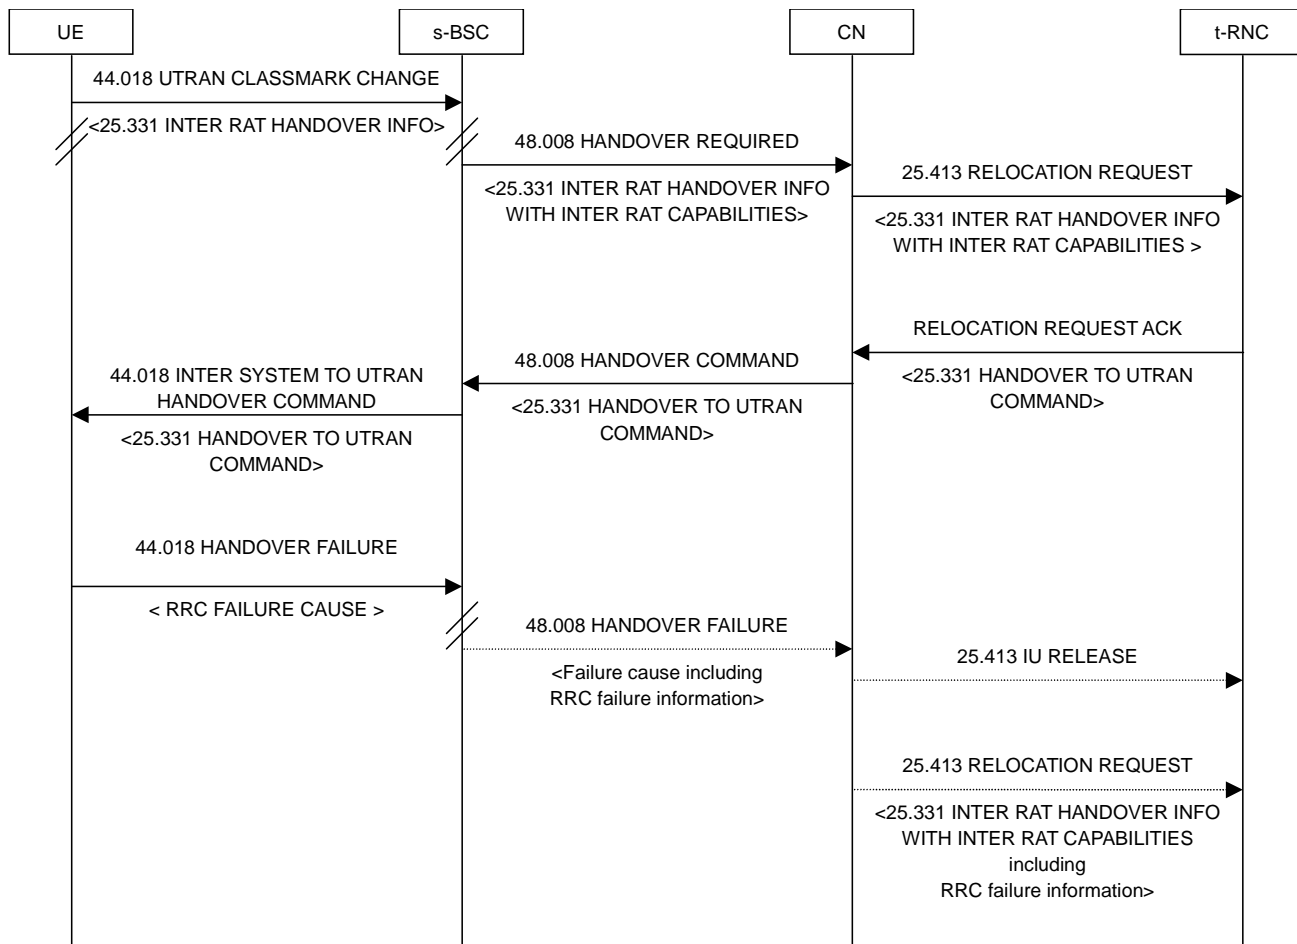 UE
s-BSC
CN
t-RNC
44.018 UTRAN CLASSMARK CHANGE
<25.331 INTER RAT HANDOVER INFO>
48.008 HANDOVER REQUIRED
<25.331 INTER RAT HANDOVER INFO
WITH INTER RAT CAPABILITIES>
25.413 RELOCATION REQUEST
<25.331 INTER RAT HANDOVER INFO
WITH INTER RAT CAPABILITIES >
RELOCATION REQUEST ACK
<25.331 HANDOVER TO UTRAN
COMMAND>
48.008 HANDOVER COMMAND
<25.331 HANDOVER TO UTRAN
COMMAND>
44.018 INTER SYSTEM TO UTRAN
HANDOVER COMMAND
<25.331 HANDOVER TO UTRAN
COMMAND>
44.018 HANDOVER FAILURE
< RRC FAILURE CAUSE >
48.008 HANDOVER FAILURE
<Failure cause including
RRC failure information>
25.413 IU RELEASE
25.413 RELOCATION REQUEST
<25.331 INTER RAT HANDOVER INFO
WITH INTER RAT CAPABILITIES
including
RRC failure information>